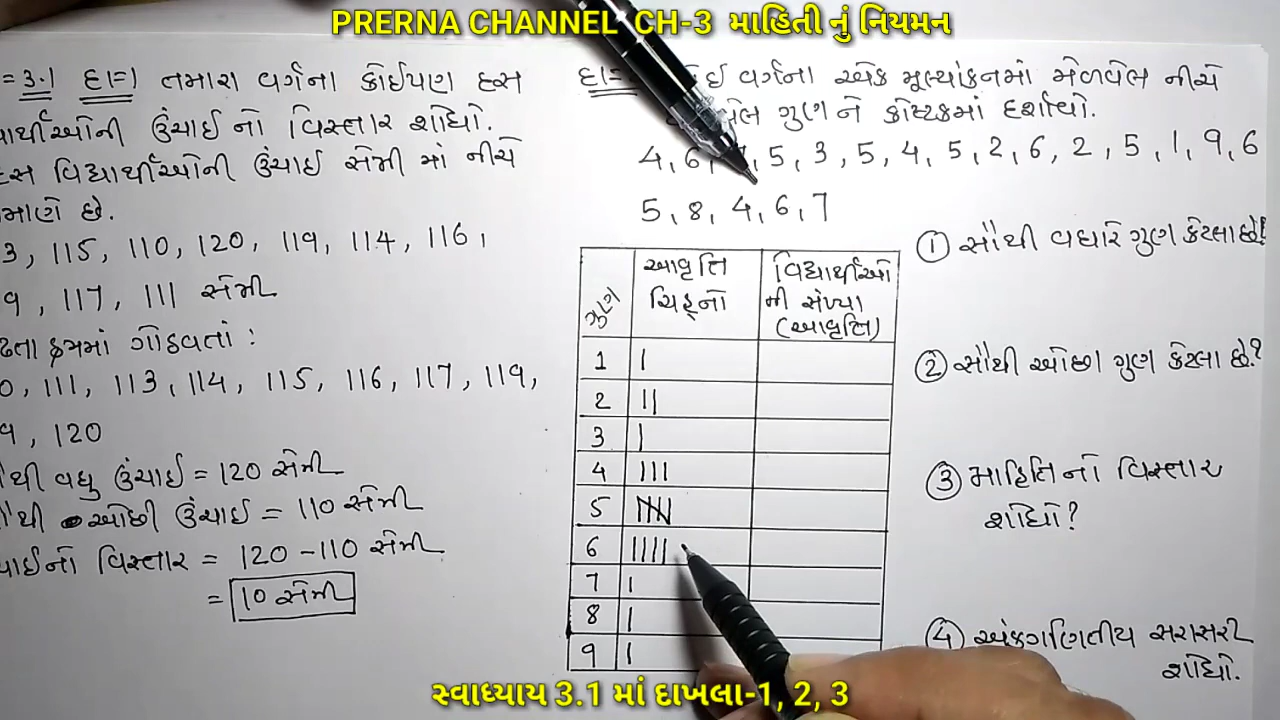 PRERNA CHANNEL CH-3 માહિતી નું નિયમન
= 3.1 દા=1 તમારા વર્ગના કોઈપણ દસ
ઉંચાઈ નો વિસ્તાર શોધો.
વિદ્યાર્થીઓની ઉંચાઈ સેમી માં નીચે
છે.
3, 115, 110, 120, 119, 114, 116,
9, 117, 111 સેમી
ક્રમમાં ગોઠવતાં :
0, 111, 113, 114, 115, 116, 117, 119,
9, 120
વધુ ઉંચાઈ = 120 સેમી
ઓછી ઉંચાઈ = 110 સેમી
વિસ્તાર = 120 - 110 સેમી
= 10 સેમી
દા= વર્ગના એક મૂલ્યાંકનમાં મેળવેલ નીચે
ગુણ ને કોષ્ટકમાં દર્શાવો.
4, 6, 5, 3, 5, 4, 5, 2, 6, 2, 5, 1, 9, 6
5, 8, 4, 6, 7
ગુણ
આવૃત્તિ
ચિહ્નો
વિદ્યાર્થીઓ
ની સંખ્યા
(આવૃત્તિ)
1 |
2 ||
3 |
4 |||
5 ||||
6 ||||
7 |
8 |
9 |
① સૌથી વધારે ગુણ કેટલા છે?
② સૌથી ઓછા ગુણ કેટલા છે?
③ માહિતિનો વિસ્તાર
શોધો?
④ અંકગણિતીય સરાસરી
શોધો.
સ્વાધ્યાય 3.1 માં દાખલા-1, 2, 3